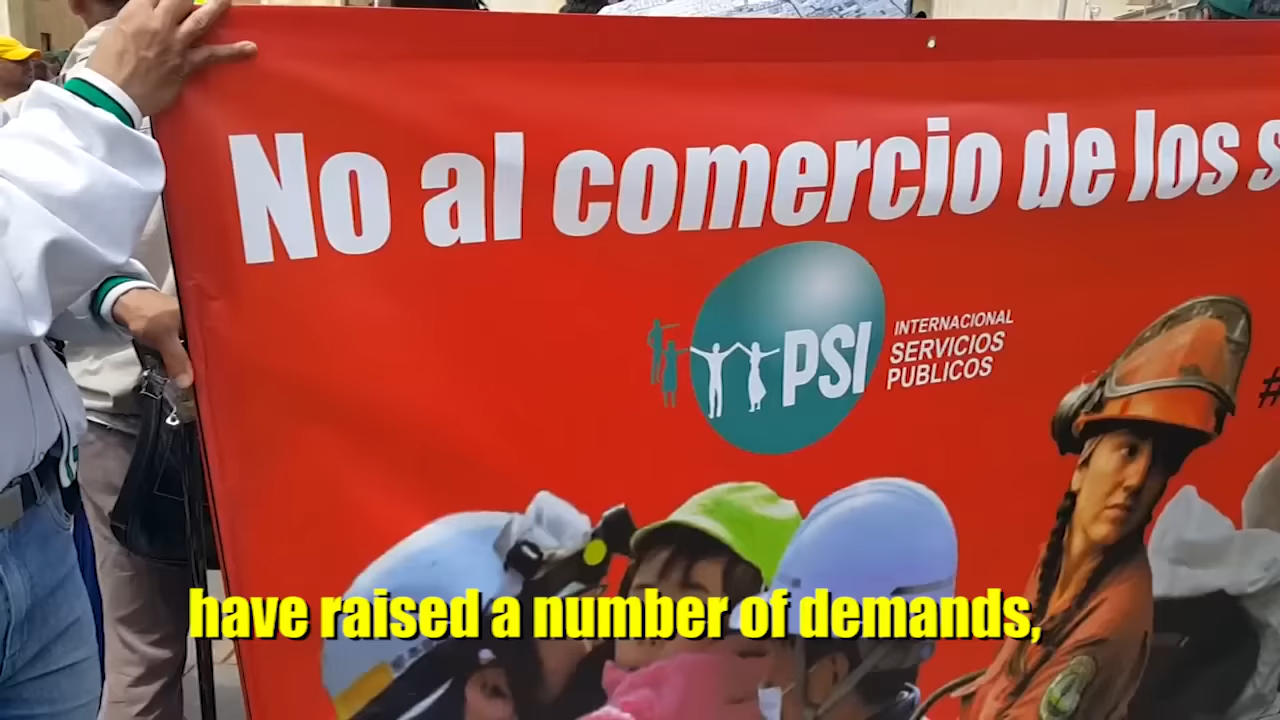 No al comercio de los s
PSI
INTERNACIONAL
SERVICIOS
PUBLICOS
#
have raised a number of demands,